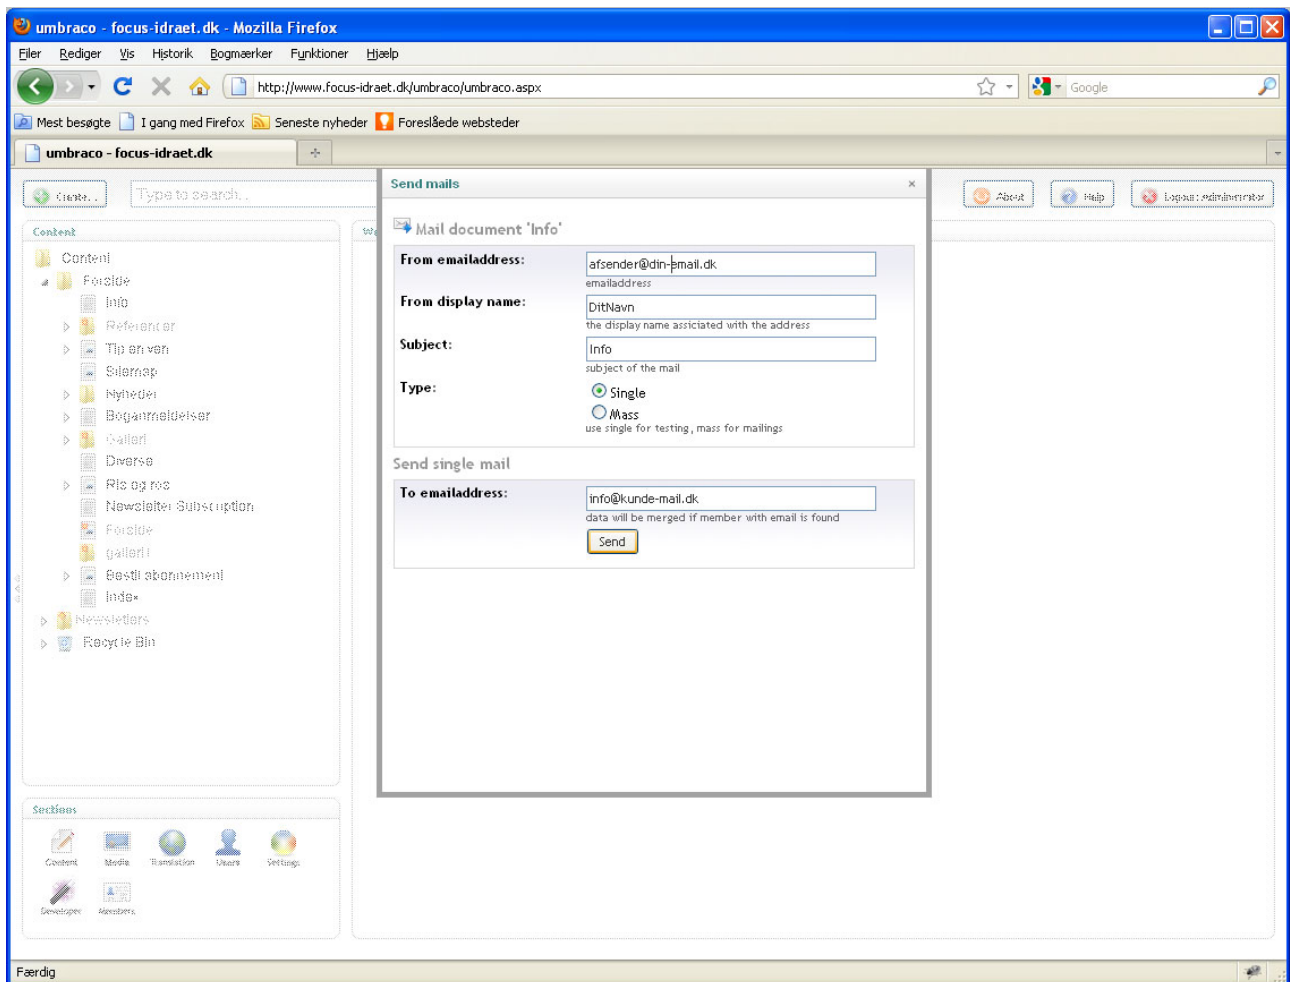 umbraco - focus-idraet.dk - Mozilla Firefox
Filer Rediger Vis Historik Bogmærker Funktioner Hjælp
http://www.focus-idraet.dk/umbraco/umbraco.aspx Google
Mest besøgte I gang med Firefox Seneste nyheder Foreslåede websteder
umbraco - focus-idraet.dk
Create... Type to search... About Help Logout: Administrator
Send mails
Content
Content
Forside
Info
Referencer
Tip en ven
Sitemap
Nyheder
Boganmeldelser
Galleri
Diverse
Ris og ros
Newsletter Subscription
Forside
galleri1
Bestil abonnement
Index
Newsletters
Recycle Bin
Mail document 'Info'
From emailaddress: afsender@din-email.dk
emailaddress
From display name: DitNavn
the display name assiciated with the address
Subject: Info
subject of the mail
Type: Single
Mass
use single for testing, mass for mailings
Send single mail
To emailaddress: info@kunde-mail.dk
data will be merged if member with email is found
Send
Sections
Content Media Translation Users Settings
Developer Members
Færdig